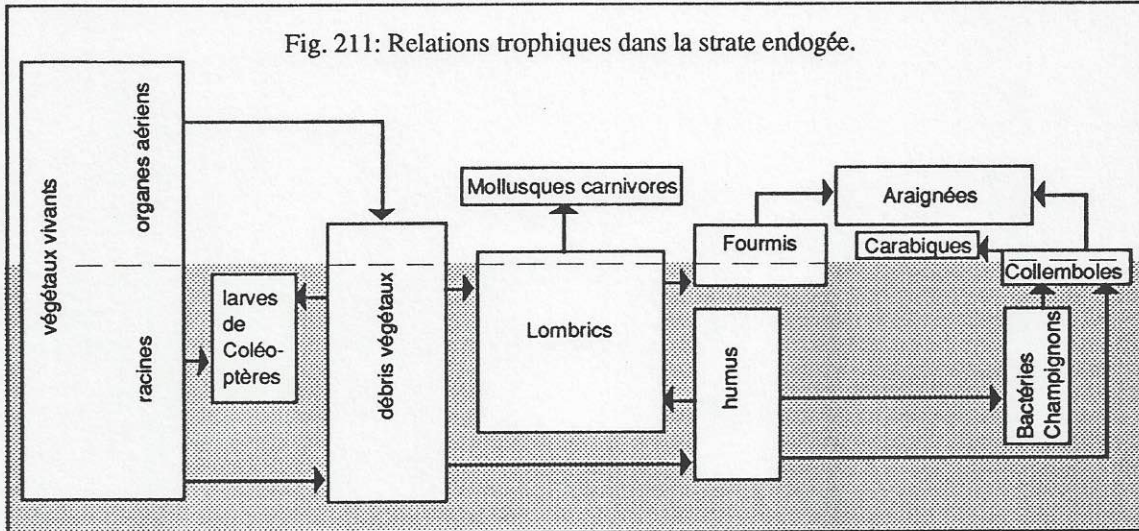 Fig. 211: Relations trophiques dans la strate endogée.
végétaux vivants
organes aériens
racines
larves
de
Coléo-
ptères
débris végétaux
Mollusques carnivores
Lombrics
Fourmis
humus
Araignées
Carabiques
Collemboles
Bactéries
Champignons